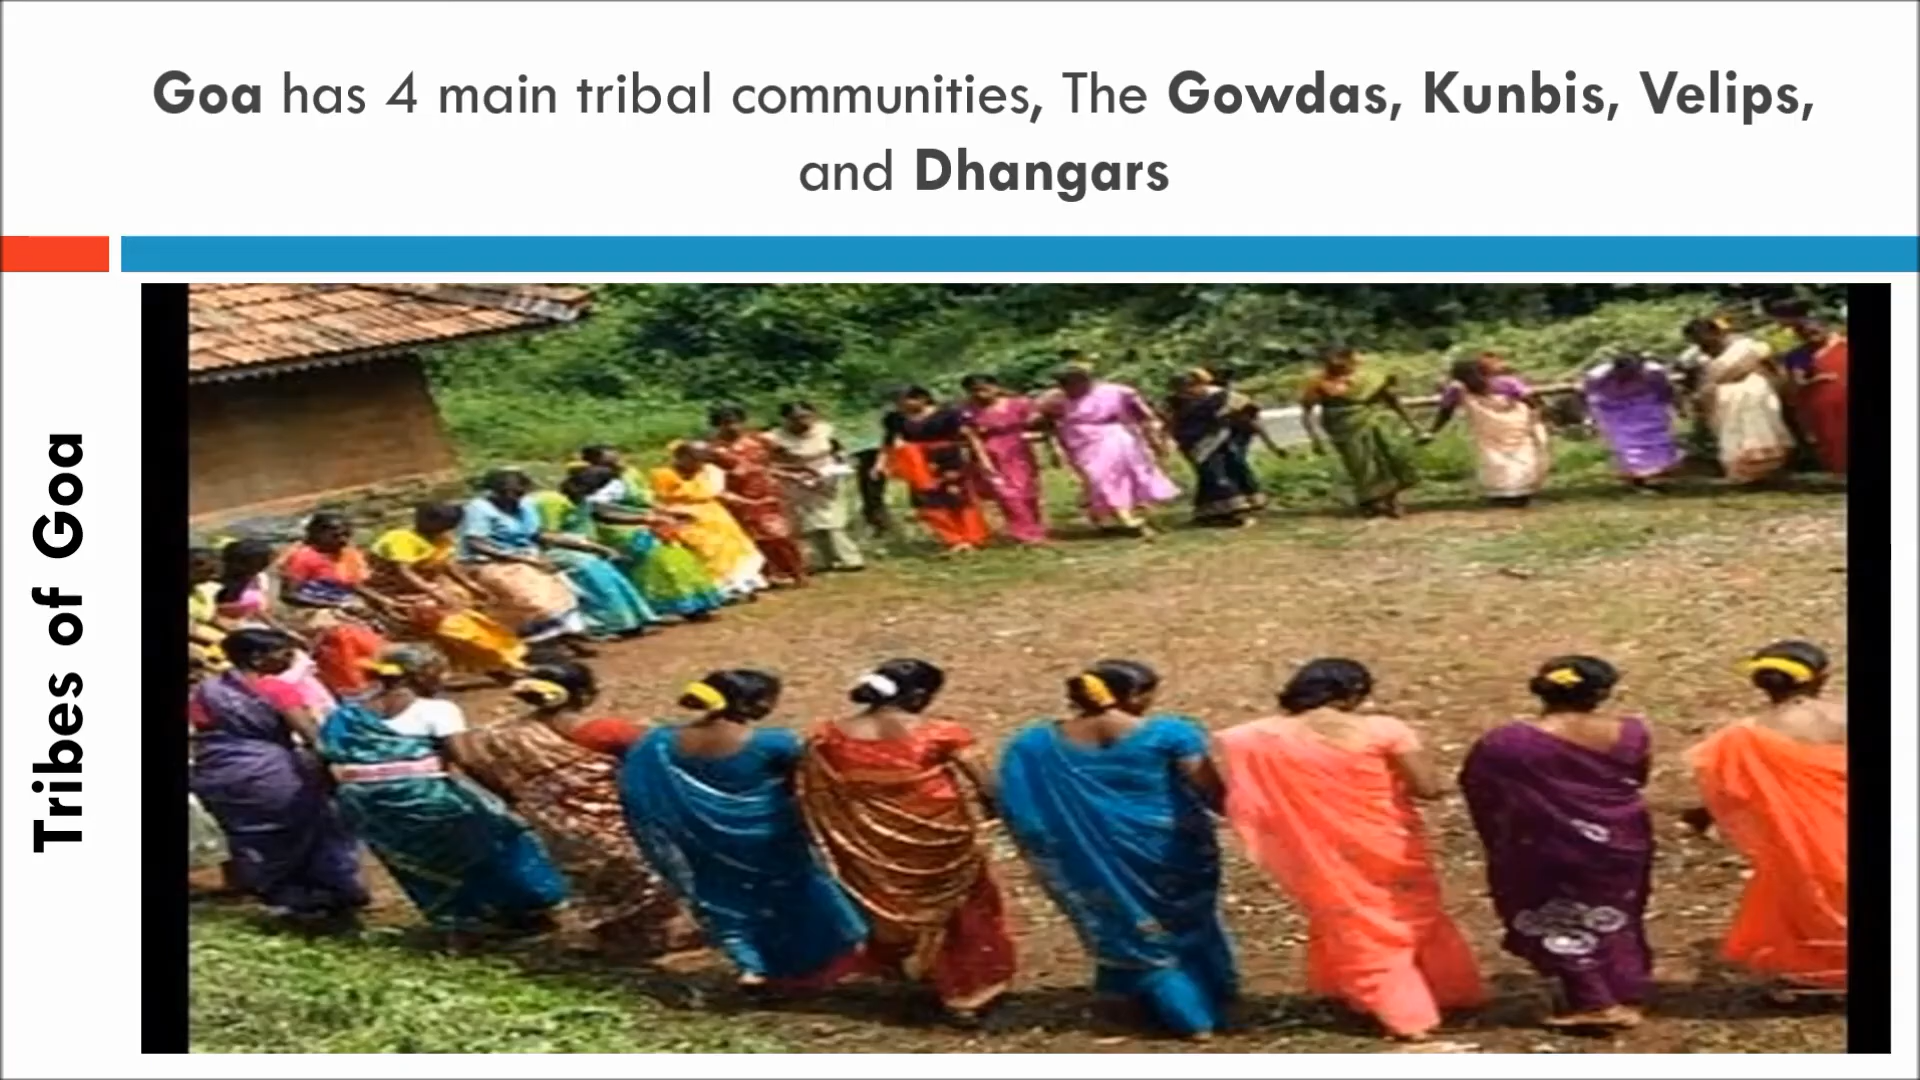 Goa has 4 main tribal communities, The Gowdas, Kunbis, Velips,
and Dhangars
Tribes of Goa